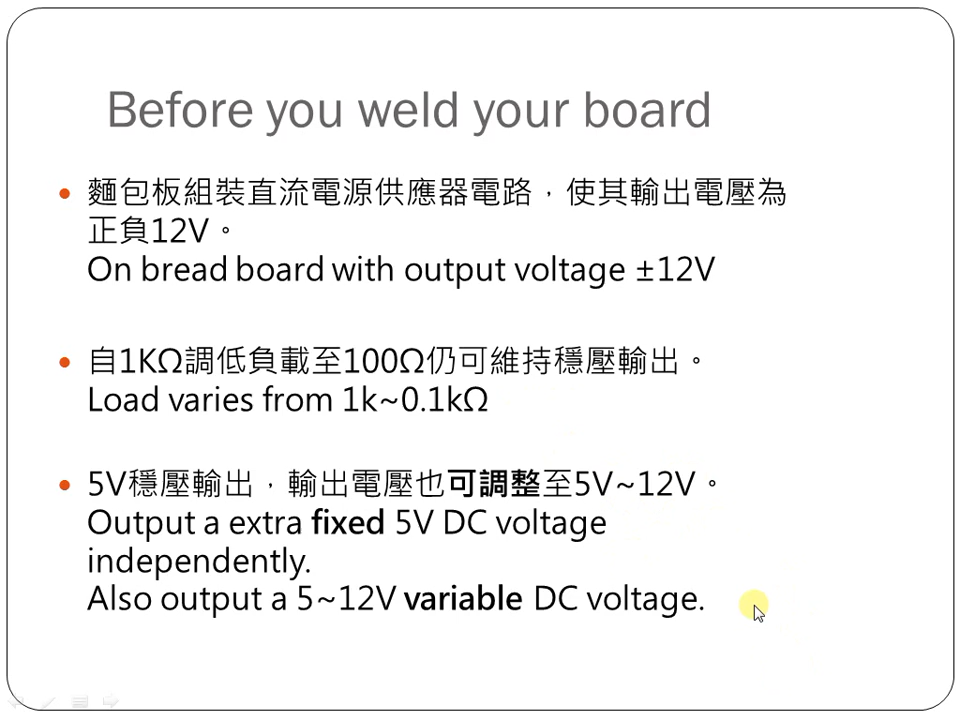 Before you weld your board
麵包板組裝直流電源供應器電路，使其輸出電壓為
正負12V。
On bread board with output voltage ±12V
自1KΩ調低負載至100Ω仍可維持穩壓輸出。
Load varies from 1k~0.1kΩ
5V穩壓輸出，輸出電壓也可調整至5V~12V。
Output a extra fixed 5V DC voltage
independently.
Also output a 5~12V variable DC voltage.